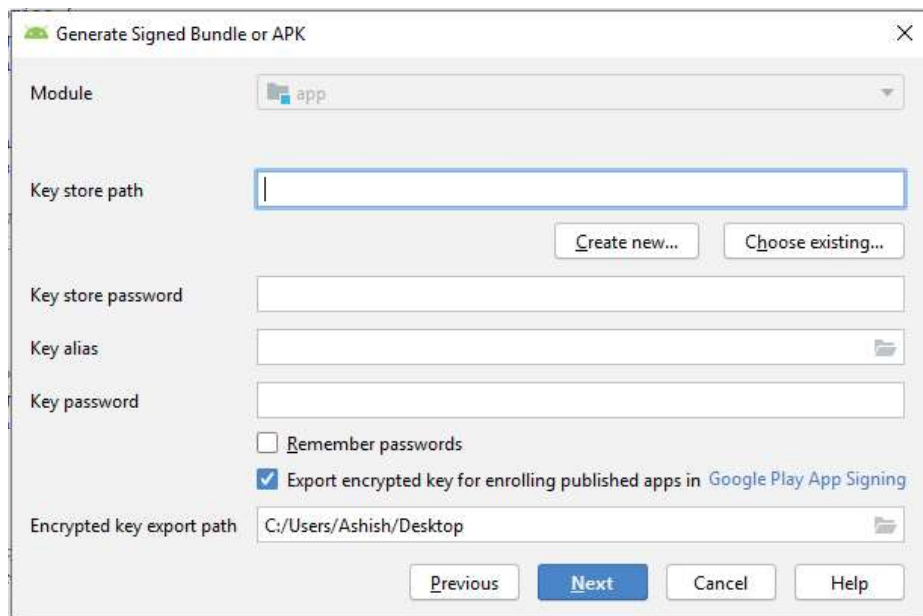 Generate Signed Bundle or APK
Module
app
Key store path
Create new...
Choose existing...
Key store password
Key alias
Key password
Remember passwords
Export encrypted key for enrolling published apps in Google Play App Signing
Encrypted key export path
C:/Users/Ashish/Desktop
Previous
Next
Cancel
Help